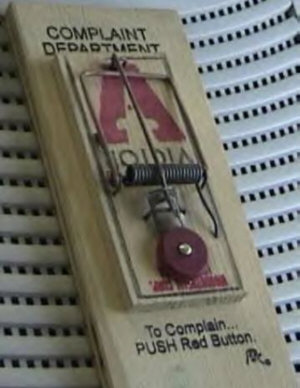 COMPLAINT
DEPARTMENT
To Complain...
PUSH Red Button.